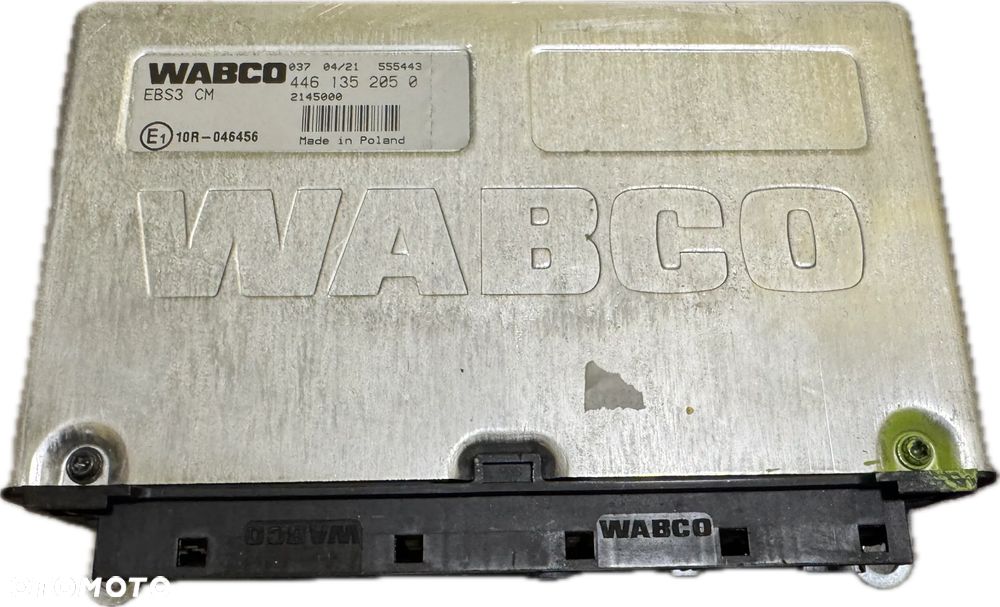 WABCO 037 04/21 555443
446 135 205 0
EBS3 CM 2145000
E1 10R-046456 Made in Poland
WABCO
WABCO WABCO
OTOMOTO